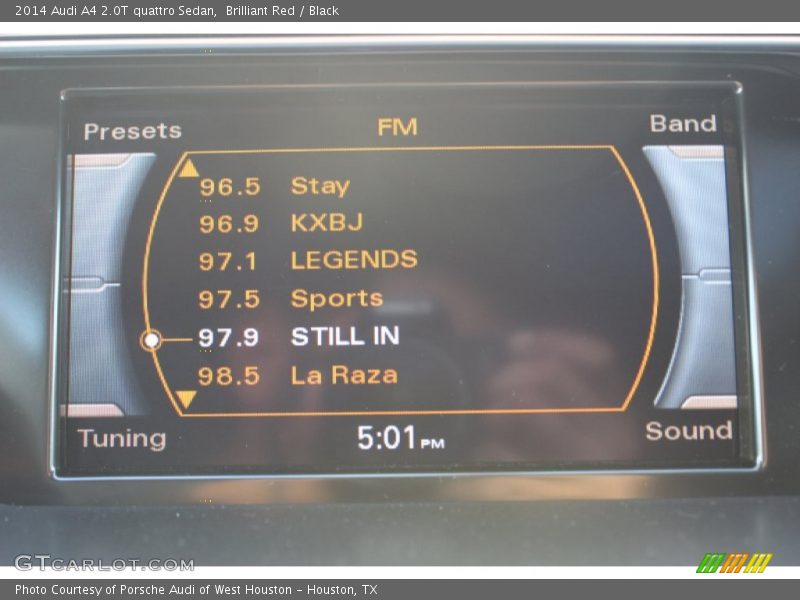 2014 Audi A4 2.0T quattro Sedan,  Brilliant Red / Black
Presets FM Band
96.5 Stay
96.9 KXBJ
97.1 LEGENDS
97.5 Sports
97.9 STILL IN
98.5 La Raza
Tuning 5:01 PM Sound
GTCARLOT.COM
Photo Courtesy of Porsche Audi of West Houston - Houston, TX